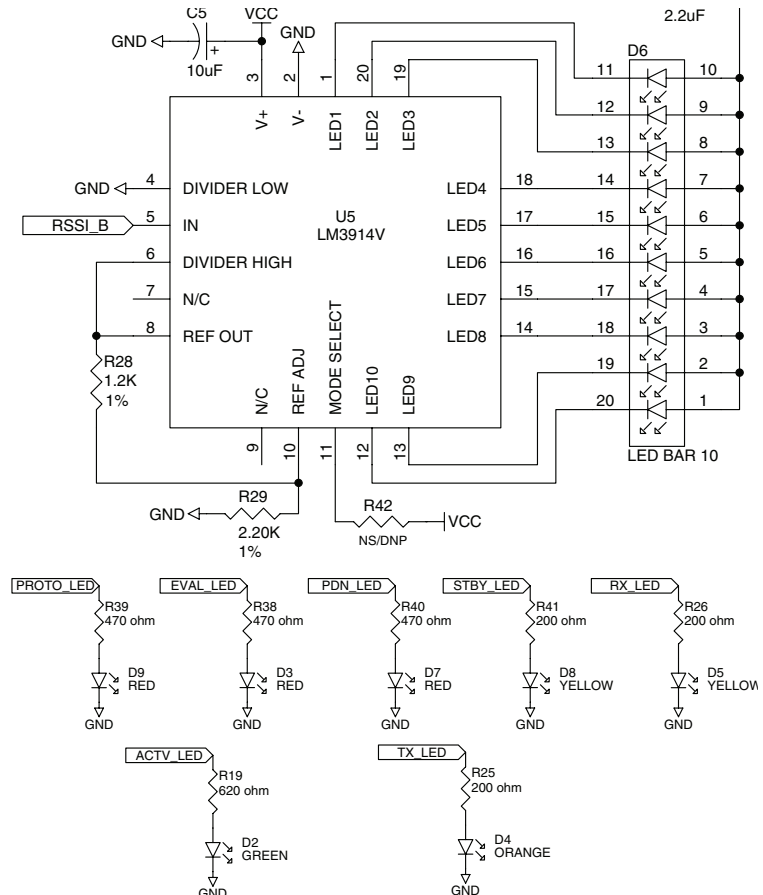 C5
VCC
2.2uF
GND
GND
+
10uF
D6
3
2
1
20
19
V+
V-
LED1
LED2
LED3
11
10
12
9
13
8
GND
4
DIVIDER LOW
LED4
18
14
7
RSSI_B
5
IN
U5
LM3914V
LED5
17
15
6
6
DIVIDER HIGH
LED6
16
16
5
7
N/C
LED7
15
17
4
8
REF OUT
LED8
14
18
3
R28
1.2K
1%
N/C
REF ADJ
MODE SELECT
LED10
LED9
19
2
20
1
9
10
11
12
13
LED BAR 10
GND
R29
2.20K
1%
R42
NS/DNP
VCC
PROTO_LED
EVAL_LED
PDN_LED
STBY_LED
RX_LED
R39
470 ohm
R38
470 ohm
R40
470 ohm
R41
200 ohm
R26
200 ohm
D9
RED
D3
RED
D7
RED
D8
YELLOW
D5
YELLOW
GND
GND
GND
GND
GND
ACTV_LED
TX_LED
R19
620 ohm
R25
200 ohm
D2
GREEN
D4
ORANGE
GND
GND